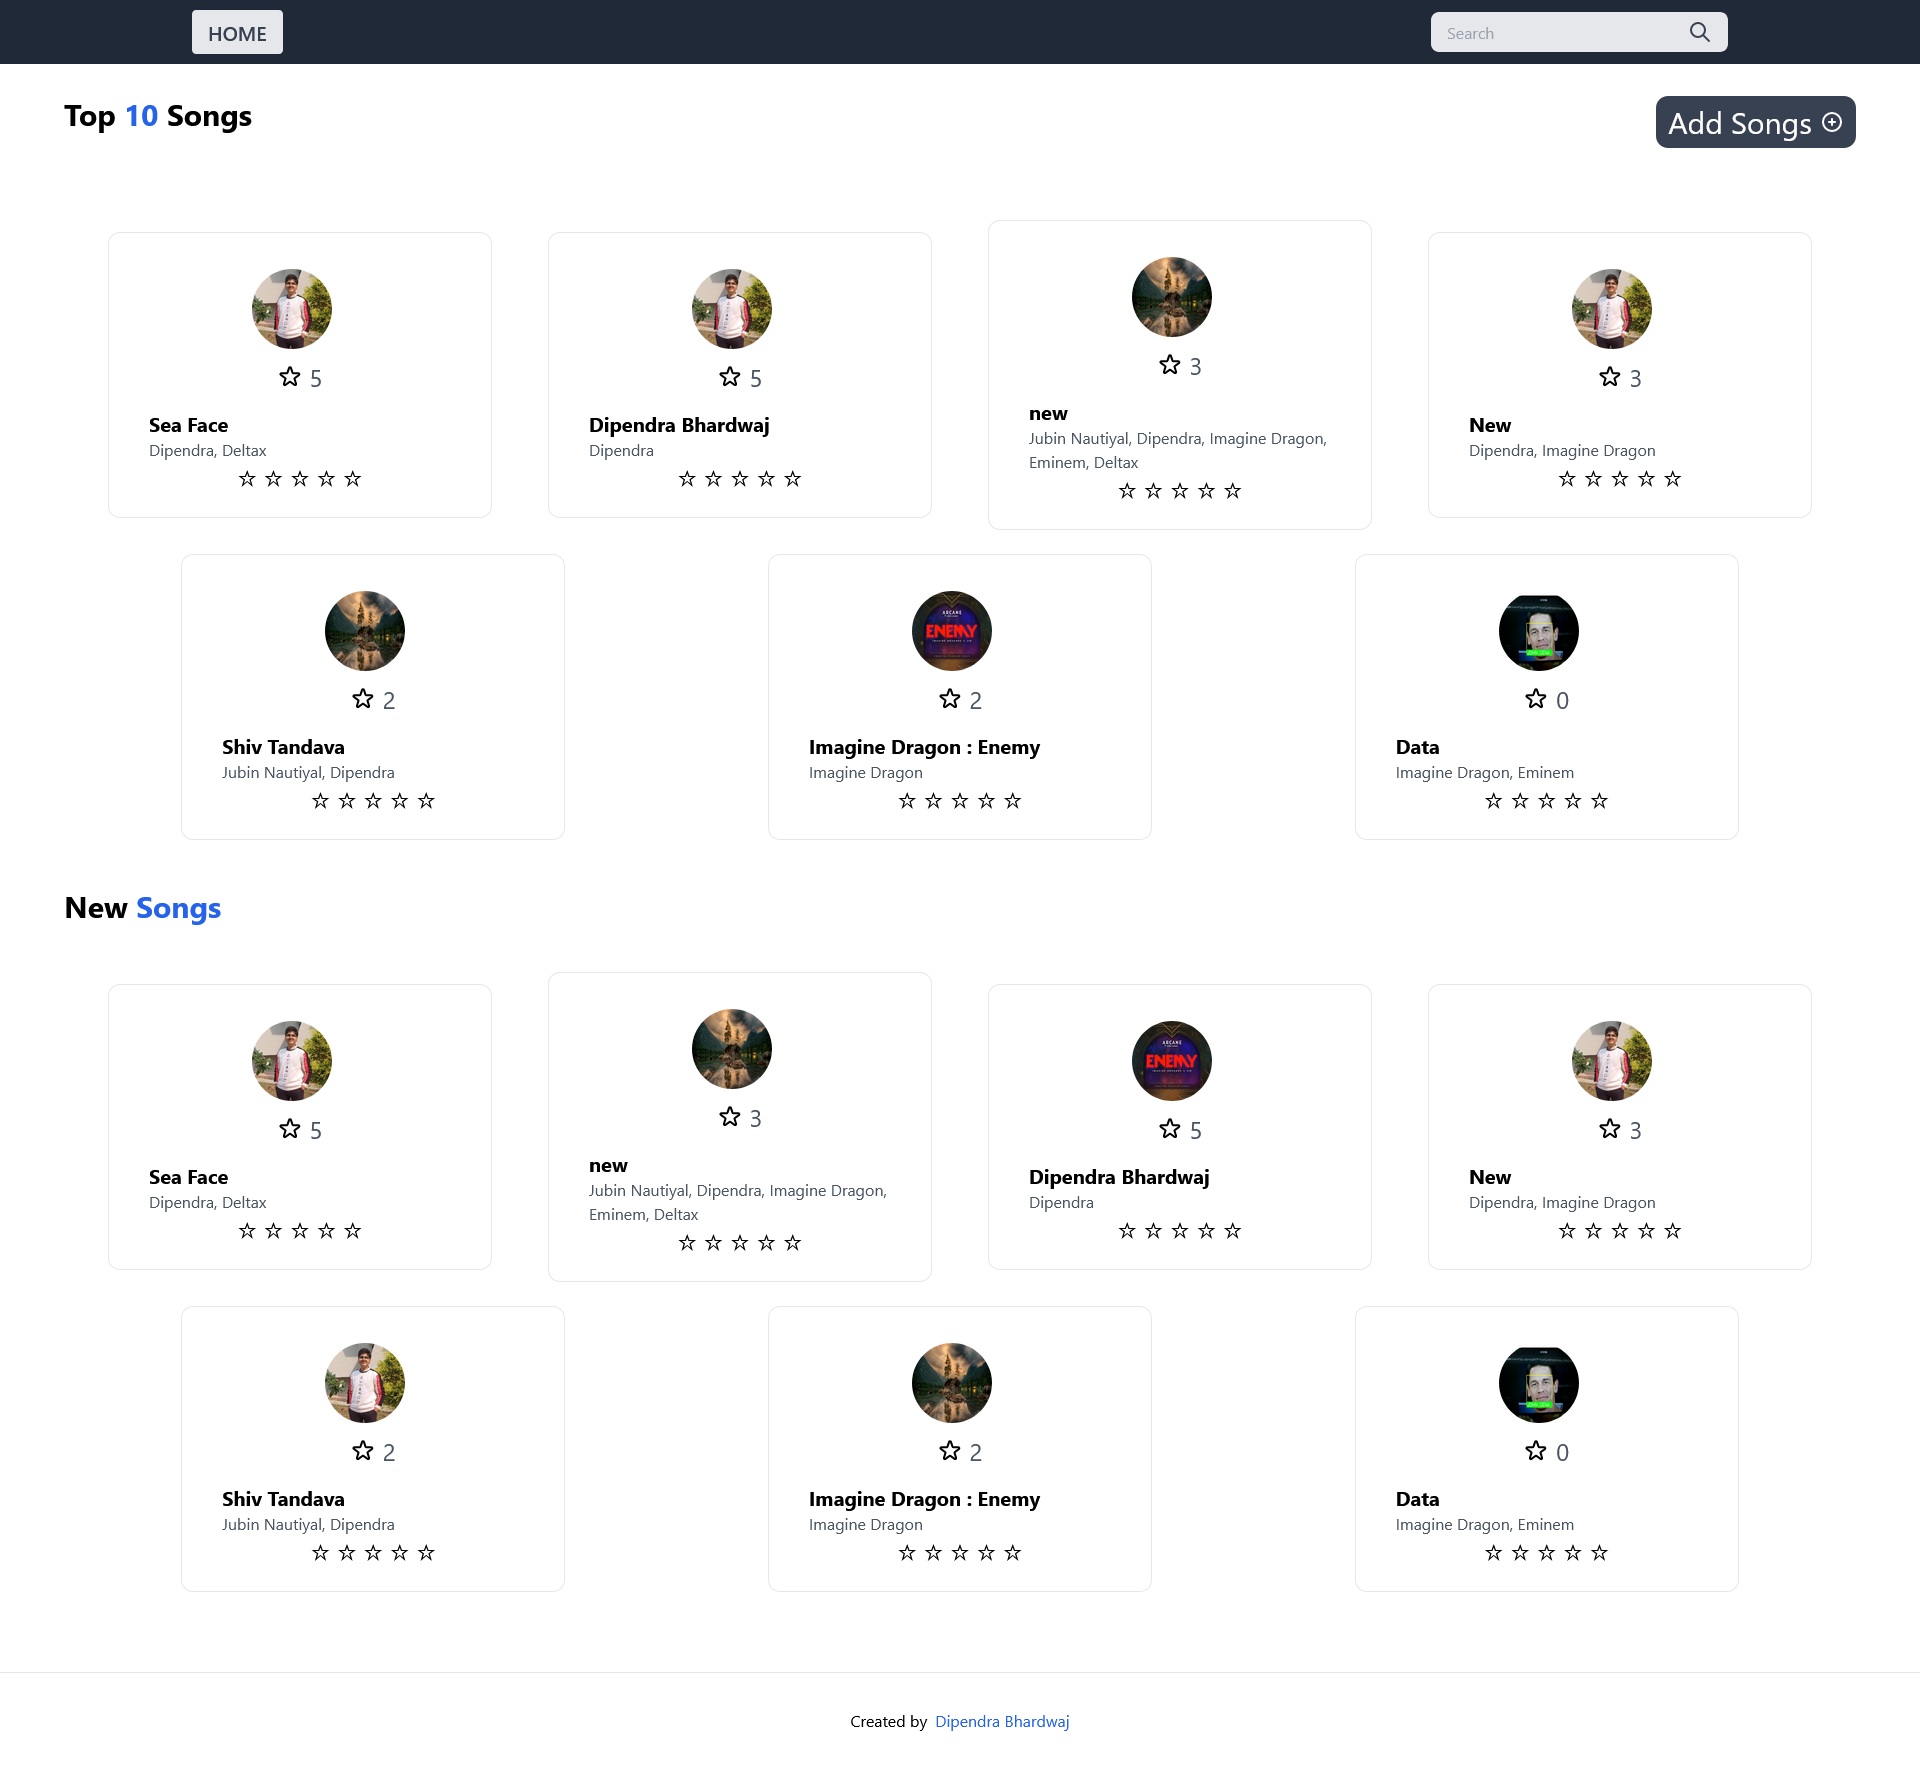 HOME
Search
Top 10 Songs
Add Songs
5
Sea Face
Dipendra, Deltax
5
Dipendra Bhardwaj
Dipendra
3
new
Jubin Nautiyal, Dipendra, Imagine Dragon,
Eminem, Deltax
3
New
Dipendra, Imagine Dragon
2
Shiv Tandava
Jubin Nautiyal, Dipendra
ARCANE
ENEMY
2
Imagine Dragon : Enemy
Imagine Dragon
0
Data
Imagine Dragon, Eminem
New Songs
5
Sea Face
Dipendra, Deltax
3
new
Jubin Nautiyal, Dipendra, Imagine Dragon,
Eminem, Deltax
ARCANE
ENEMY
5
Dipendra Bhardwaj
Dipendra
3
New
Dipendra, Imagine Dragon
2
Shiv Tandava
Jubin Nautiyal, Dipendra
2
Imagine Dragon : Enemy
Imagine Dragon
0
Data
Imagine Dragon, Eminem
Created by Dipendra Bhardwaj